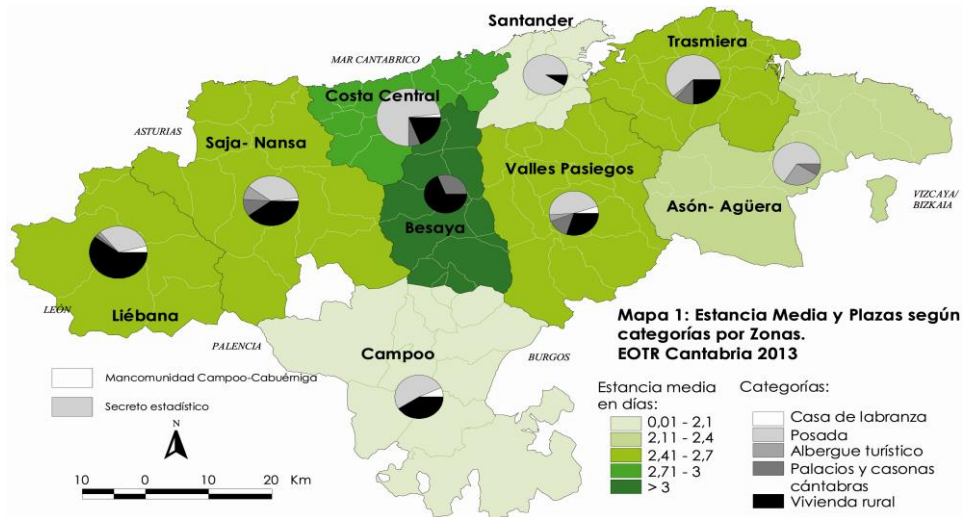 Santander
Trasmiera
MAR CANTABRICO
Costa Central
ASTURIAS
Saja- Nansa
Valles Pasiegos
VIZCAYA/
BIZKAIA
Asón- Agüera
Besaya
LEÓN
Liébana
PALENCIA
Campoo
BURGOS
Mapa 1: Estancia Media y Plazas según
categorías por Zonas.
EOTR Cantabria 2013
Mancomunidad Campoo-Cabuérniga
Secreto estadístico
N
10 0 10 20 Km
Estancia media
en días:
0,01 - 2,1
2,11 - 2,4
2,41 - 2,7
2,71 - 3
> 3
Categorías:
Casa de labranza
Posada
Albergue turístico
Palacios y casonas
cántabras
Vivienda rural